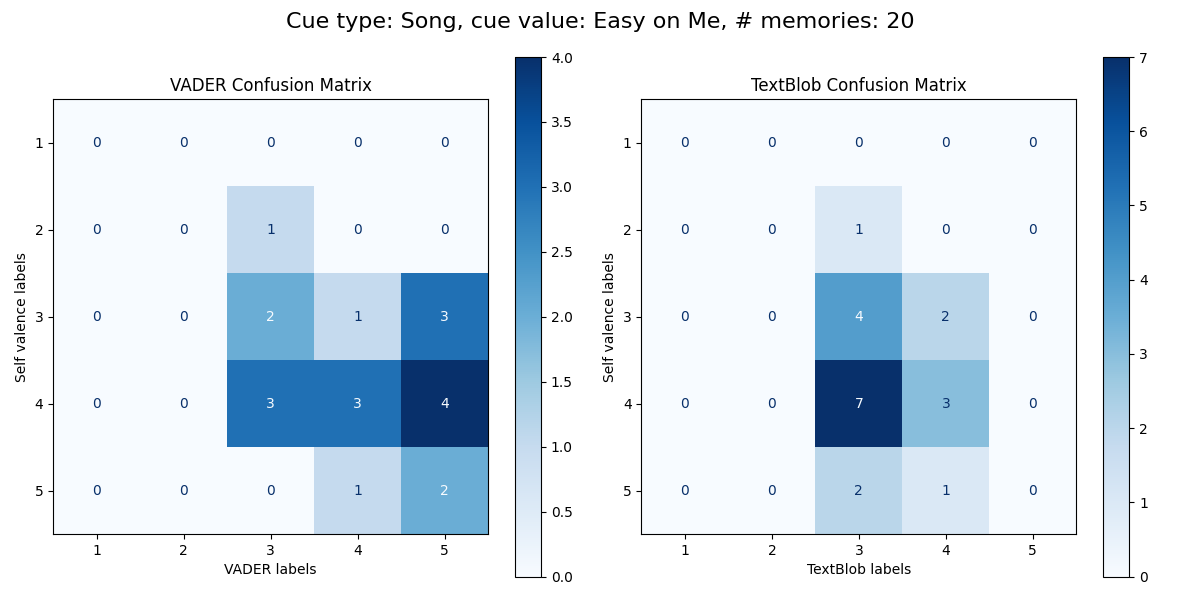 Cue type: Song, cue value: Easy on Me, # memories: 20
VADER Confusion Matrix
Self valence labels
1 0 0 0 0 0
2 0 0 1 0 0
3 0 0 2 1 3
4 0 0 3 3 4
5 0 0 0 1 2
1 2 3 4 5
VADER labels
4.0
3.5
3.0
2.5
2.0
1.5
1.0
0.5
0.0
TextBlob Confusion Matrix
Self valence labels
1 0 0 0 0 0
2 0 0 1 0 0
3 0 0 4 2 0
4 0 0 7 3 0
5 0 0 2 1 0
1 2 3 4 5
TextBlob labels
7
6
5
4
3
2
1
0